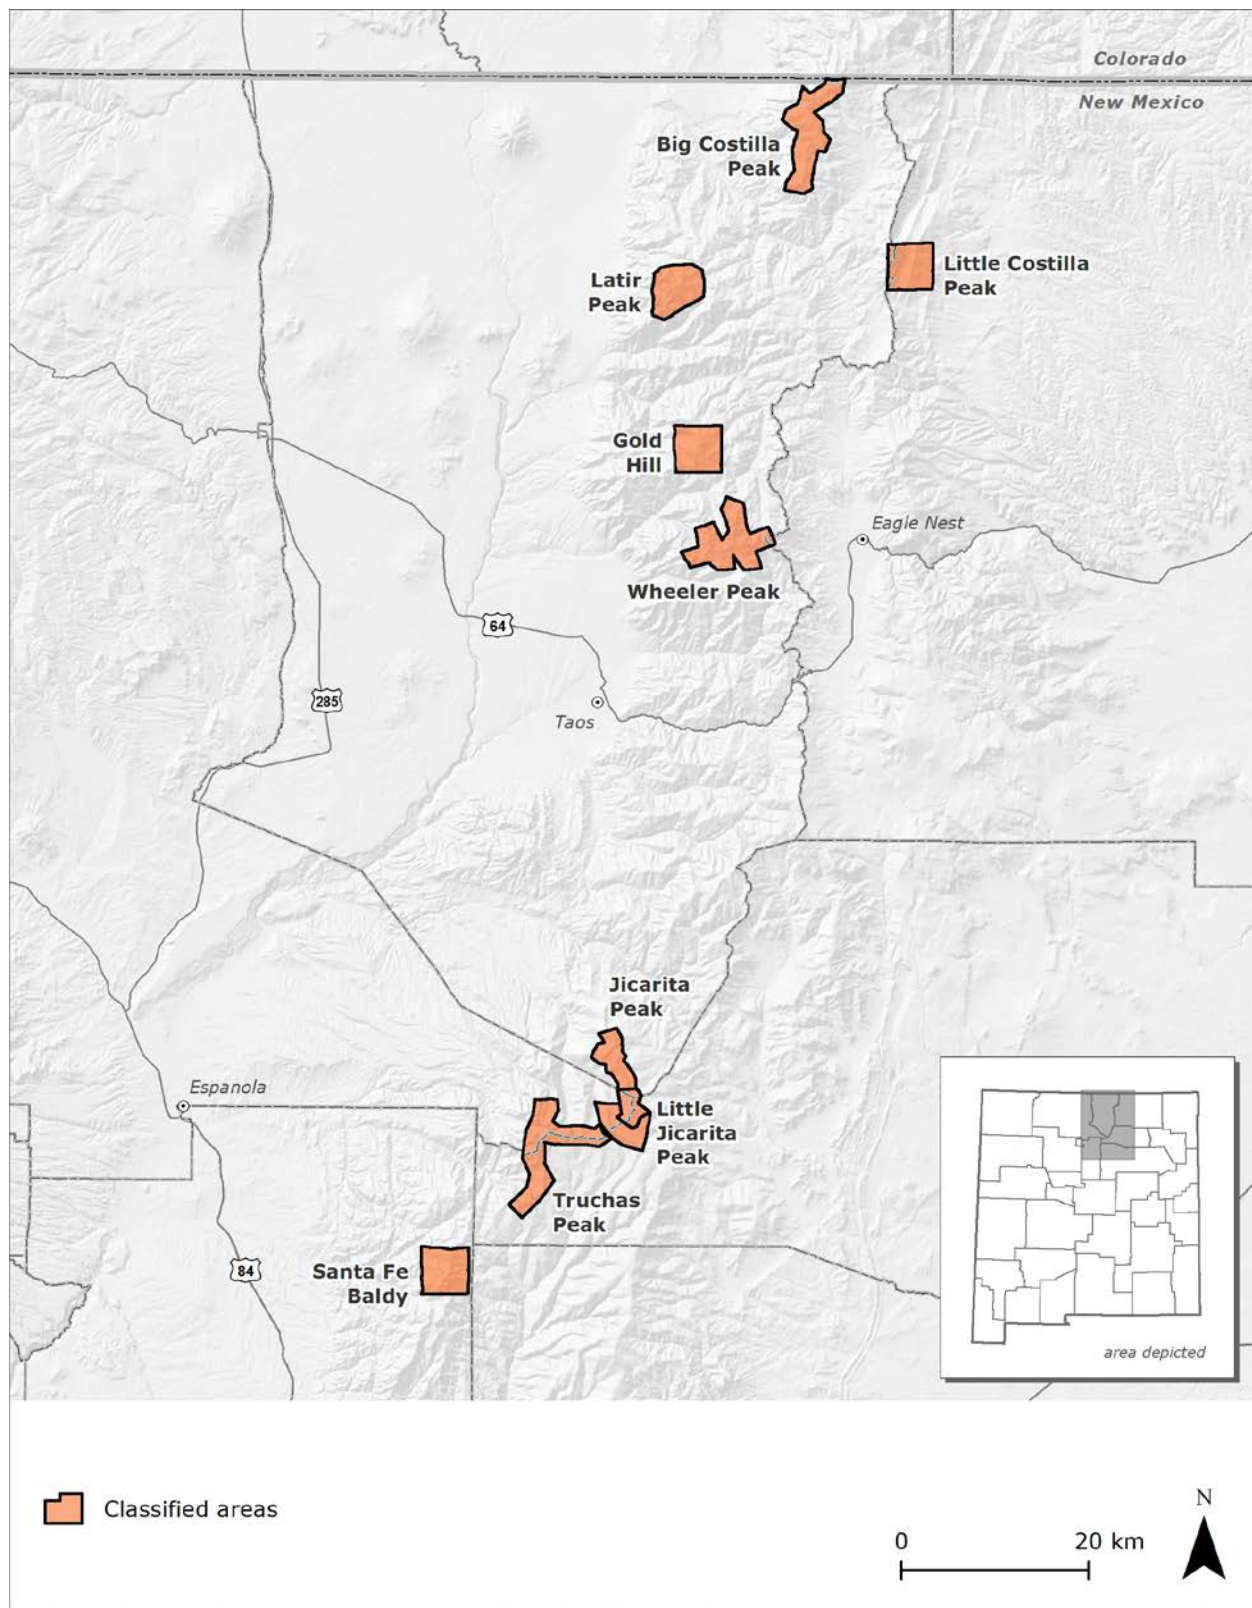 Colorado
New Mexico
Big Costilla
Peak
Little Costilla
Peak
Latir
Peak
Gold
Hill
Eagle Nest
Wheeler Peak
64
285
Taos
Jicarita
Peak
Espanola
Little
Jicarita
Peak
Truchas
Peak
Santa Fe
Baldy
84
area depicted
Classified areas
N
0 20 km